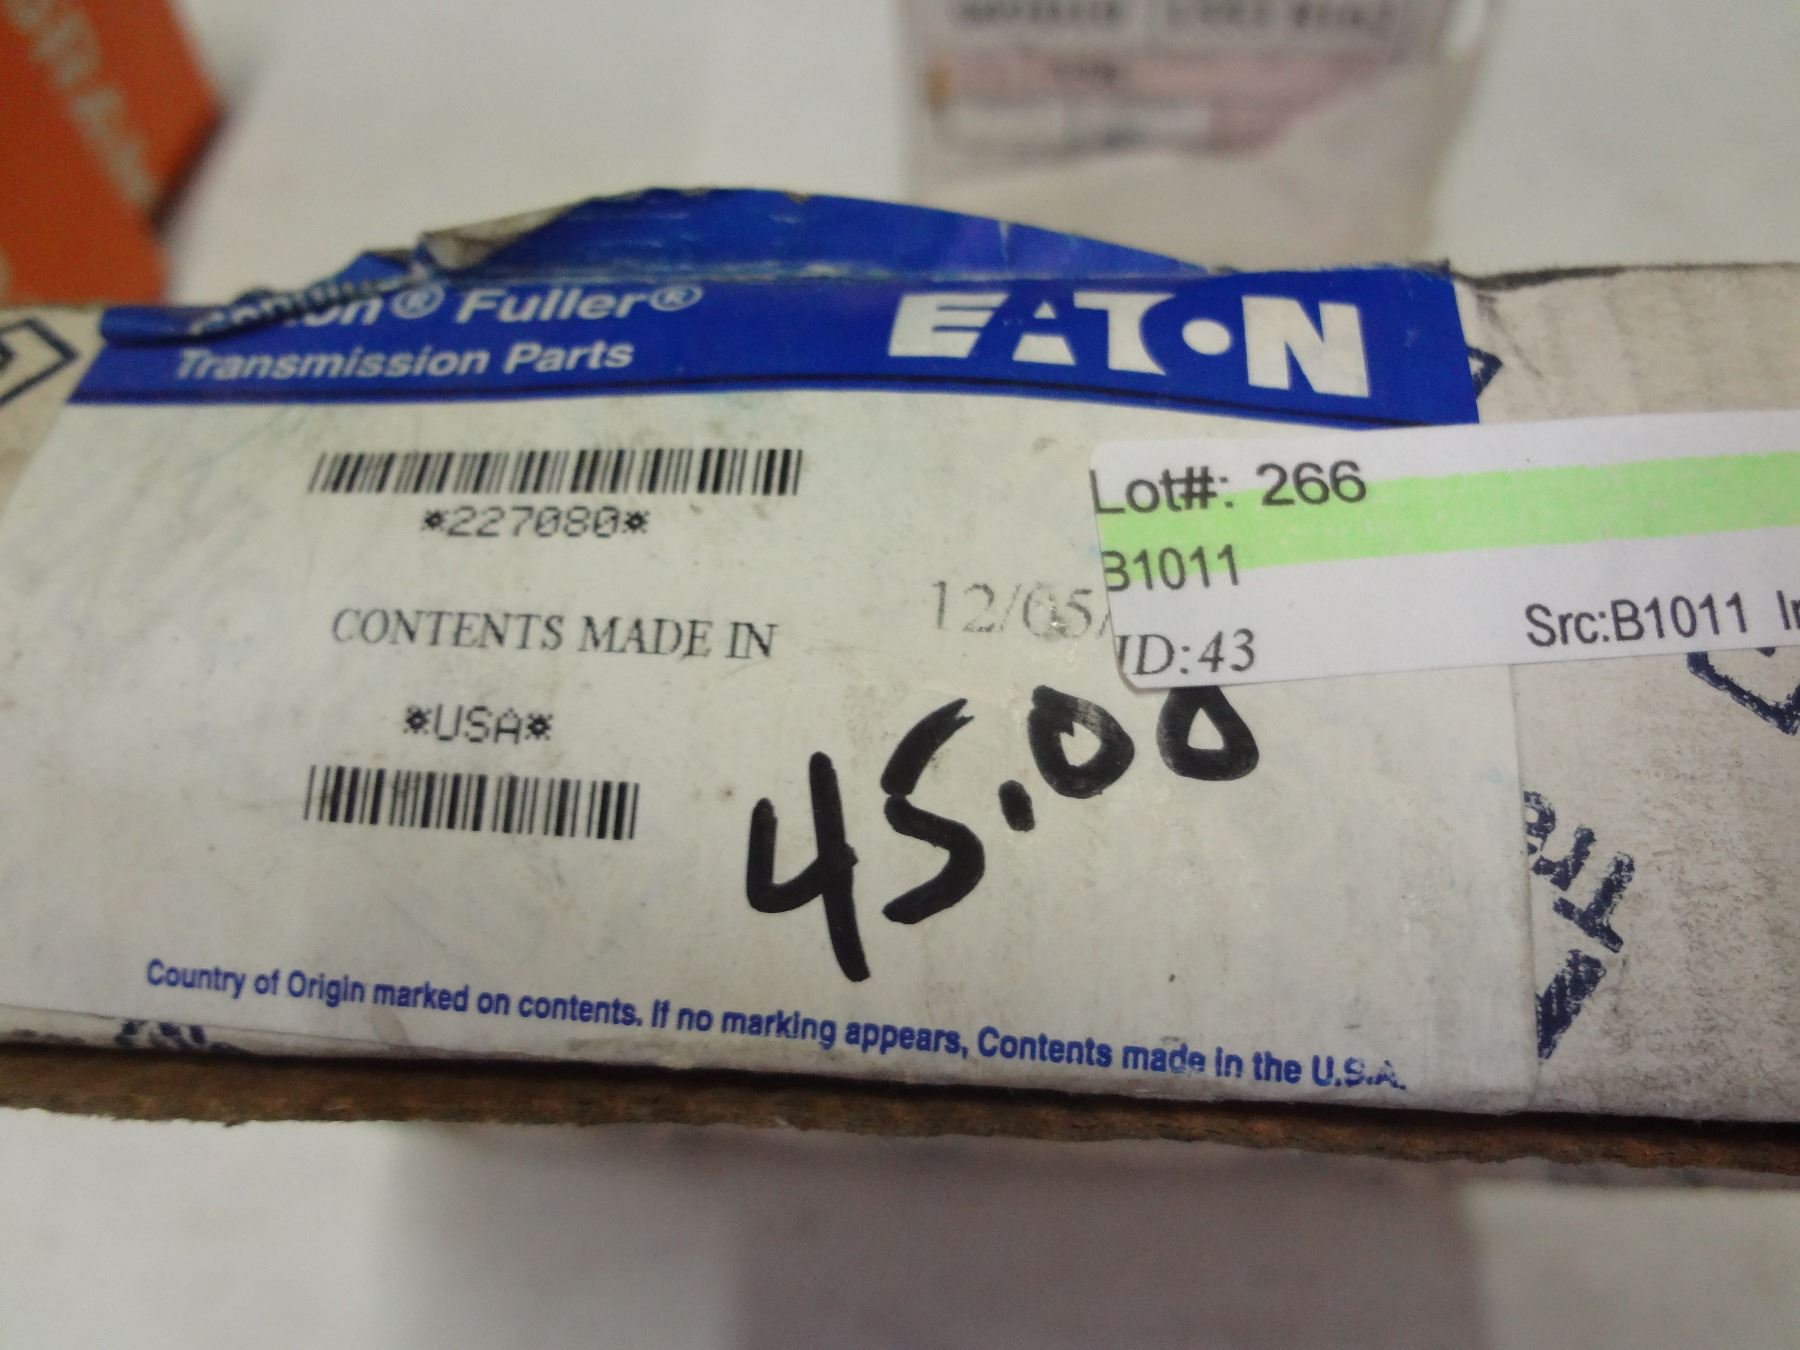 ® Fuller®
Transmission Parts
EATON
*227080*
CONTENTS MADE IN
*USA*
12/05/
Lot#: 266
B1011
ID:43
Src:B1011
45.00
Country of Origin marked on contents. If no marking appears, Contents made in the U.S.A.